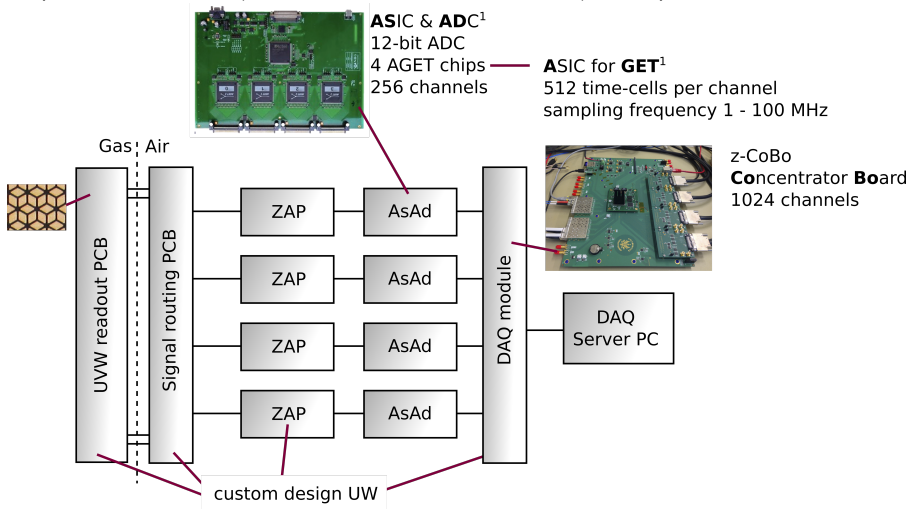 ASIC & ADC1
12-bit ADC
4 AGET chips
256 channels
ASIC for GET1
512 time-cells per channel
sampling frequency 1 - 100 MHz
z-CoBo
Concentrator Board
1024 channels
Gas
Air
UVW readout PCB
Signal routing PCB
ZAP
AsAd
ZAP
AsAd
ZAP
AsAd
ZAP
AsAd
DAQ module
DAQ
Server PC
custom design UW